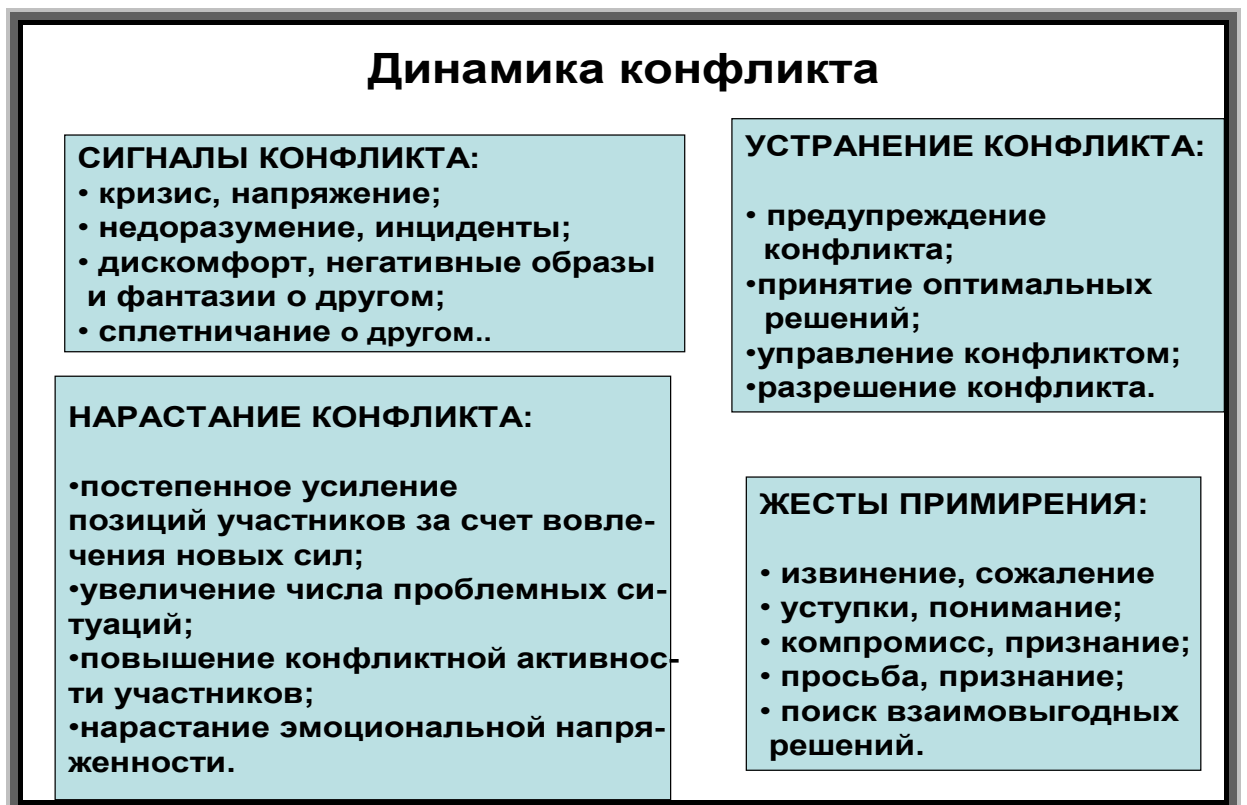 Динамика конфликта
СИГНАЛЫ КОНФЛИКТА:
• кризис, напряжение;
• недоразумение, инциденты;
• дискомфорт, негативные образы
и фантазии о другом;
• сплетничание о другом..
НАРАСТАНИЕ КОНФЛИКТА:
•постепенное усиление
позиций участников за счет вовле-
чения новых сил;
•увеличение числа проблемных си-
туаций;
•повышение конфликтной активнос-
ти участников;
•нарастание эмоциональной напря-
женности.
УСТРАНЕНИЕ КОНФЛИКТА:
• предупреждение
конфликта;
•принятие оптимальных
решений;
•управление конфликтом;
•разрешение конфликта.
ЖЕСТЫ ПРИМИРЕНИЯ:
• извинение, сожаление
• уступки, понимание;
• компромисс, признание;
• просьба, признание;
• поиск взаимовыгодных
решений.